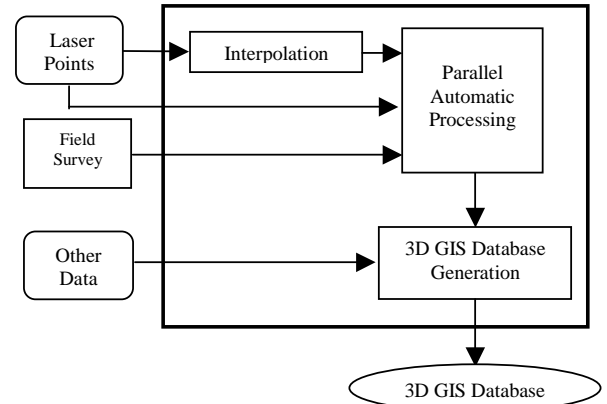 Laser
Points
Interpolation
Parallel
Automatic
Processing
Field
Survey
Other
Data
3D GIS Database
Generation
3D GIS Database